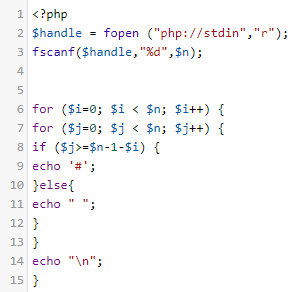 1 <?php
2 $handle = fopen ("php://stdin","r");
3 fscanf($handle,"%d",$n);
4
5
6 for ($i=0; $i < $n; $i++) {
7 for ($j=0; $j < $n; $j++) {
8 if ($j>=$n-1-$i) {
9 echo '#';
10 }else{
11 echo " ";
12 }
13 }
14 echo "\n";
15 }